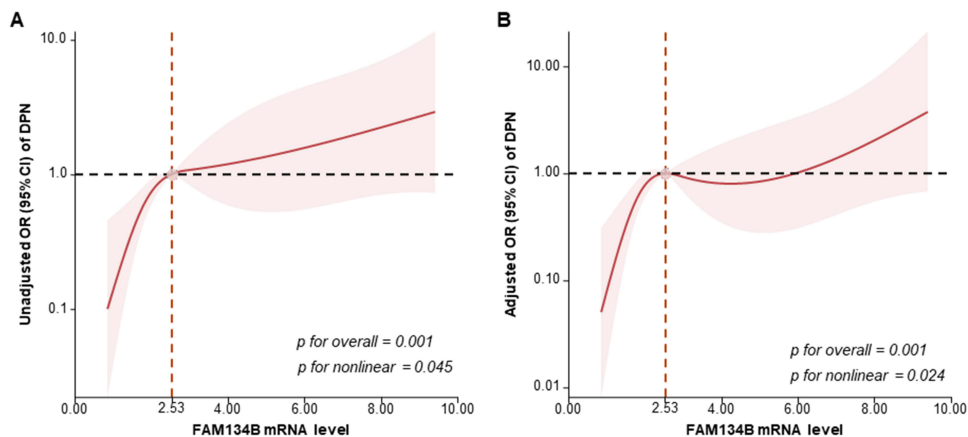 A
Unadjusted OR (95% CI) of DPN
10.0
1.0
0.1
p for overall = 0.001
p for nonlinear = 0.045
0.00 2.53 4.00 6.00 8.00 10.00
FAM134B mRNA level
B
Adjusted OR (95% CI) of DPN
10.00
1.00
0.10
0.01
p for overall = 0.001
p for nonlinear = 0.024
0.00 2.53 4.00 6.00 8.00 10.00
FAM134B mRNA level